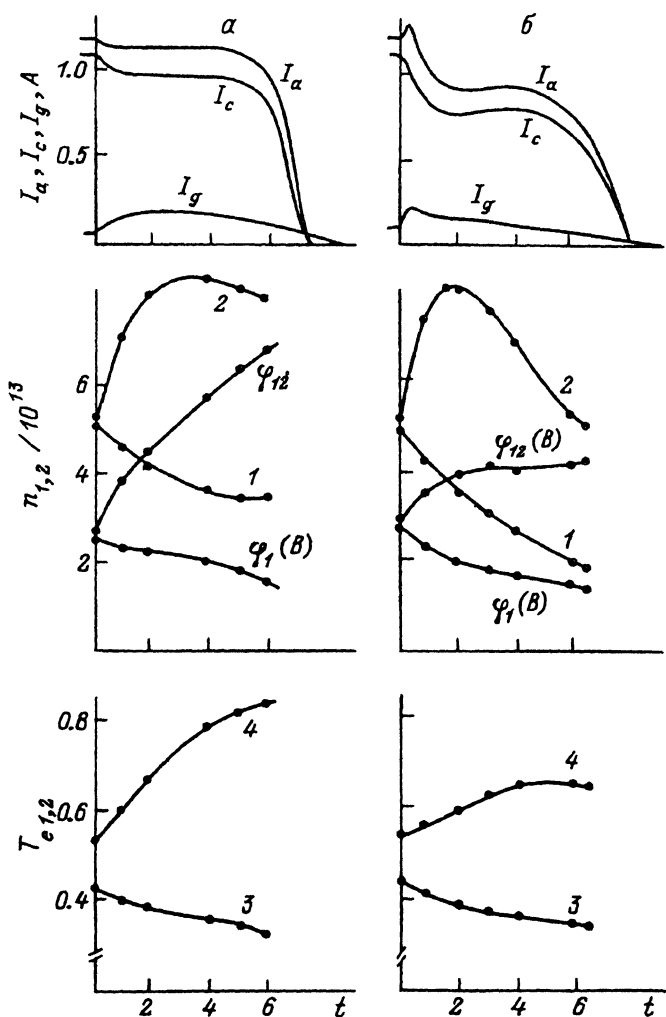 а
б
I_a, I_c, I_g, A
1.0
0.5
I_a
I_c
I_g
I_a
I_c
I_g
n_{1,2} / 10^{13}
6
4
2
2
φ_{12}
1
φ_1 (В)
2
φ_{12} (В)
1
φ_1 (В)
T_{e1,2}
0.8
0.6
0.4
4
3
4
3
2 4 6 t
2 4 6 t